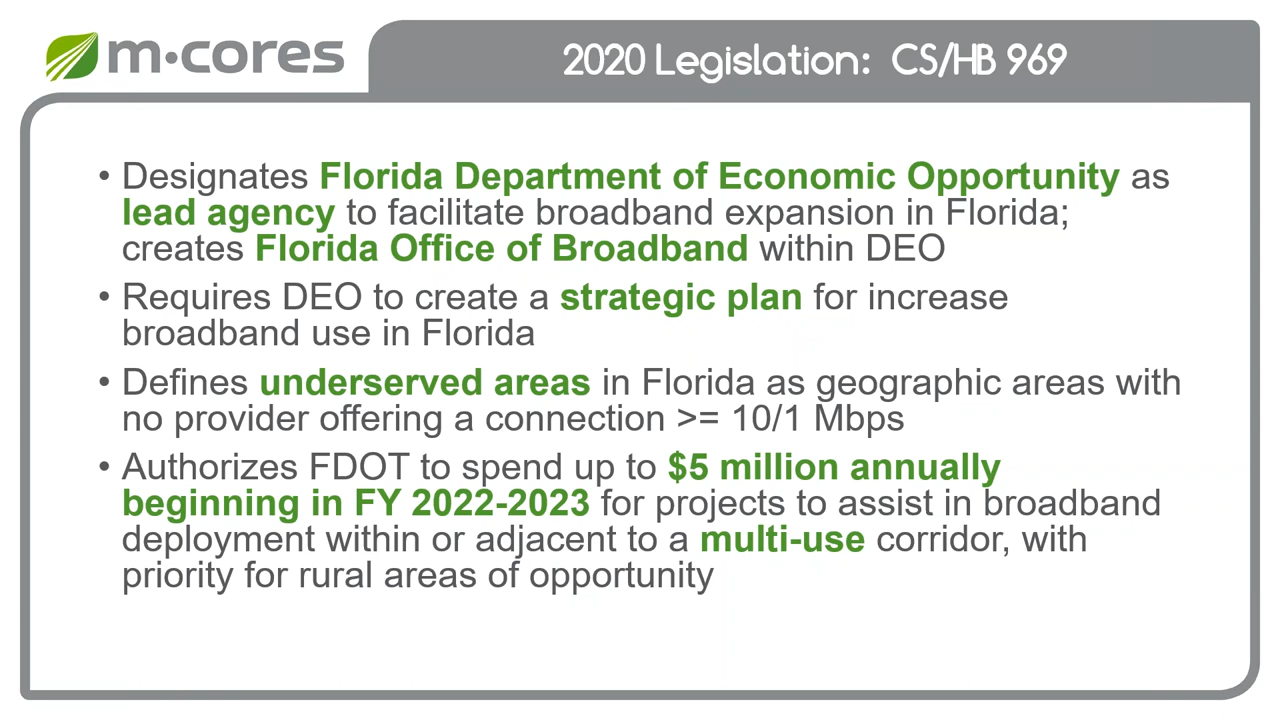 m·cores
2020 Legislation: CS/HB 969
• Designates Florida Department of Economic Opportunity as
lead agency to facilitate broadband expansion in Florida;
creates Florida Office of Broadband within DEO
• Requires DEO to create a strategic plan for increase
broadband use in Florida
• Defines underserved areas in Florida as geographic areas with
no provider offering a connection >= 10/1 Mbps
• Authorizes FDOT to spend up to $5 million annually
beginning in FY 2022-2023 for projects to assist in broadband
deployment within or adjacent to a multi-use corridor, with
priority for rural areas of opportunity